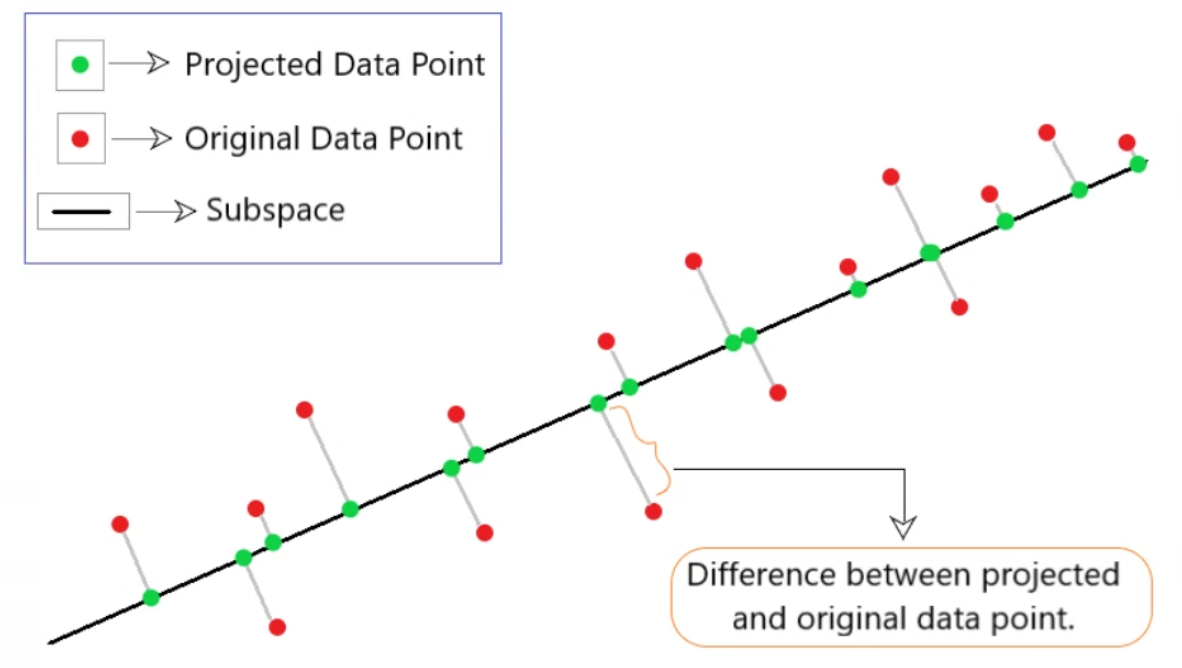 Projected Data Point
Original Data Point
Subspace
Difference between projected
and original data point.